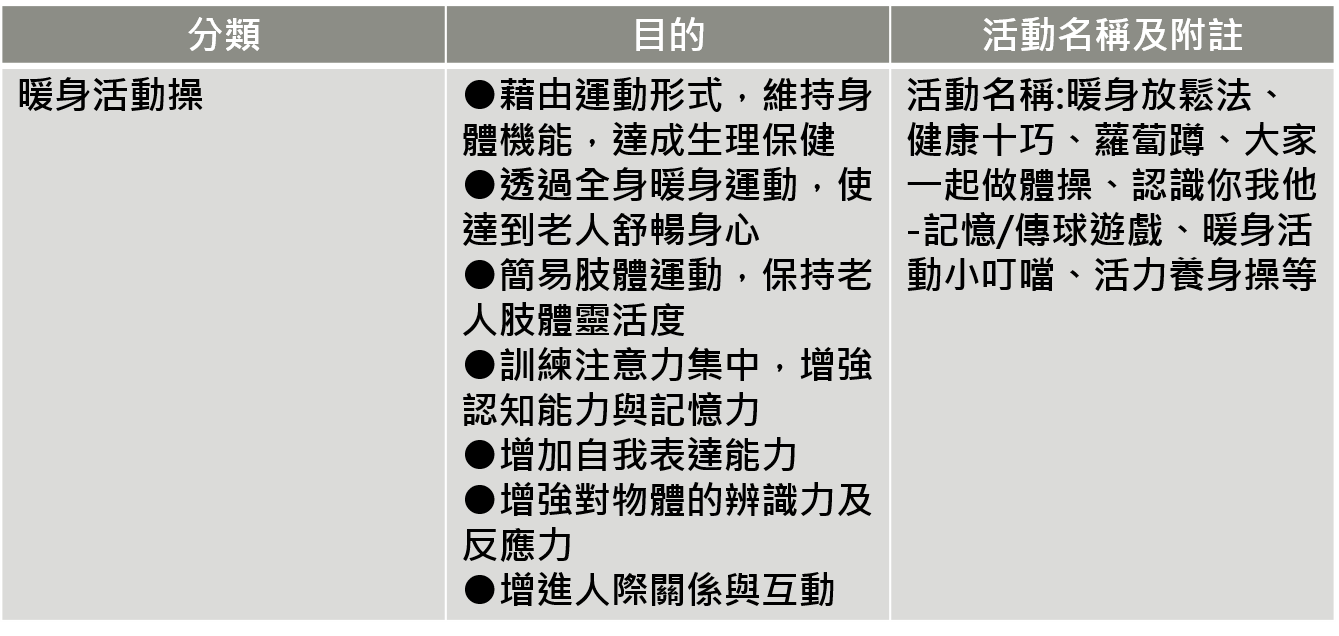 分類
目的
活動名稱及附註
暖身活動操
●藉由運動形式，維持身
體機能，達成生理保健
●透過全身暖身運動，使
達到老人舒暢身心
●簡易肢體運動，保持老
人肢體靈活度
●訓練注意力集中，增強
認知能力與記憶力
●增加自我表達能力
●增強對物體的辨識力及
反應力
●增進人際關係與互動
活動名稱:暖身放鬆法、
健康十巧、蘿蔔蹲、大家
一起做體操、認識你我他
-記憶/傳球遊戲、暖身活
動小叮噹、活力養身操等